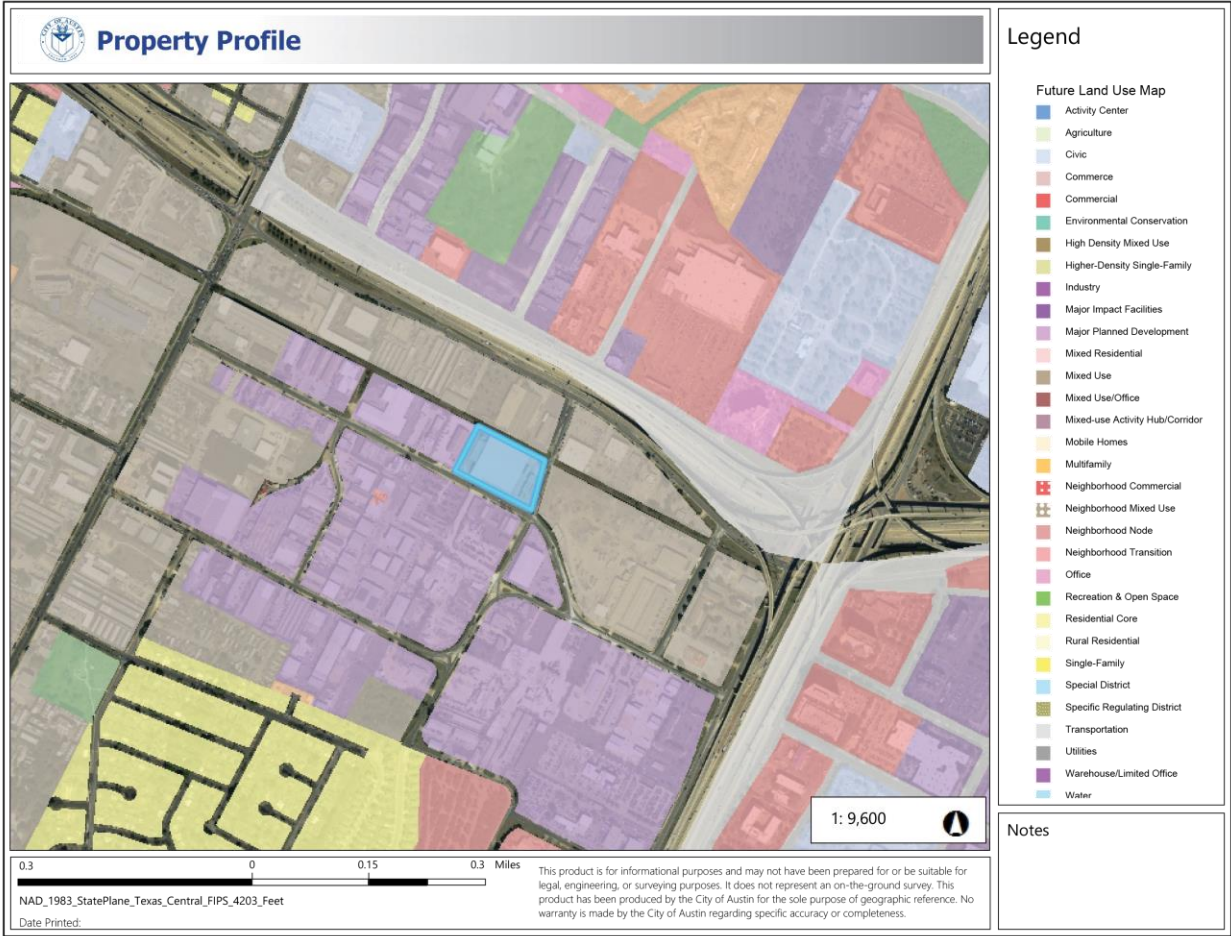 CITY OF AUSTIN
Property Profile
Legend
Future Land Use Map
Activity Center
Agriculture
Civic
Commerce
Commercial
Environmental Conservation
High Density Mixed Use
Higher-Density Single-Family
Industry
Major Impact Facilities
Major Planned Development
Mixed Residential
Mixed Use
Mixed Use/Office
Mixed-use Activity Hub/Corridor
Mobile Homes
Multifamily
Neighborhood Commercial
Neighborhood Mixed Use
Neighborhood Node
Neighborhood Transition
Office
Recreation & Open Space
Residential Core
Rural Residential
Single-Family
Special District
Specific Regulating District
Transportation
Utilities
Warehouse/Limited Office
Water
1: 9,600
Notes
0.3 0 0.15 0.3 Miles
NAD_1983_StatePlane_Texas_Central_FIPS_4203_Feet
Date Printed:
This product is for informational purposes and may not have been prepared for or be suitable for
legal, engineering, or surveying purposes. It does not represent an on-the-ground survey. This
product has been produced by the City of Austin for the sole purpose of geographic reference. No
warranty is made by the City of Austin regarding specific accuracy or completeness.